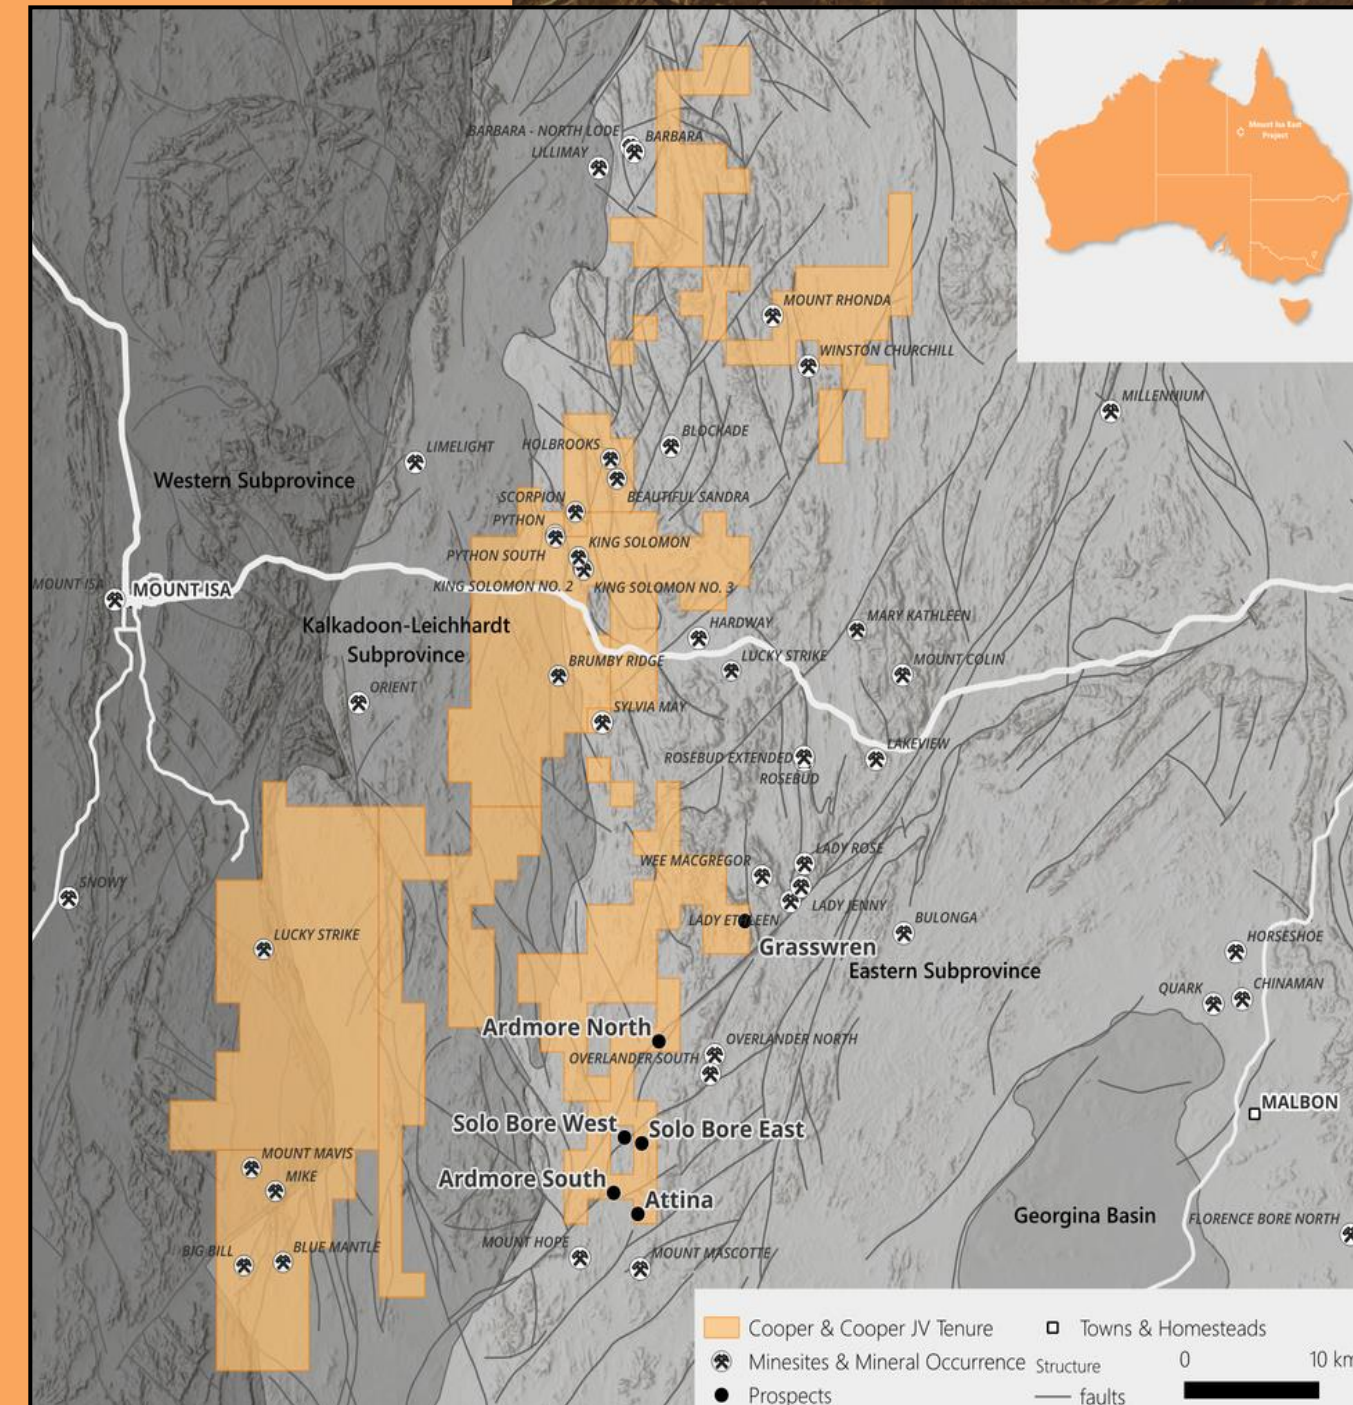 Mount Isa East
Project
BARBARA - NORTH LODE
BARBARA
LILLIMAY
MOUNT RHONDA
WINSTON CHURCHILL
MILLENNIUM
BLOCKADE
LIMELIGHT
HOLBROOKS
Western Subprovince
SCORPION
BEAUTIFUL SANDRA
PYTHON
KING SOLOMON
PYTHON SOUTH
MOUNT ISA
MOUNT ISA
KING SOLOMON NO. 2
KING SOLOMON NO. 3
Kalkadoon-Leichhardt
Subprovince
HARDWAY
MARY KATHLEEN
LUCKY STRIKE
BRUMBY RIDGE
MOUNT COLIN
ORIENT
SYLVIA MAY
LAKEVIEW
ROSEBUD EXTENDED
ROSEBUD
LADY ROSE
WEE MACGREGOR
SNOWY
LADY JENNY
LADY ETHLEEN
BULONGA
LUCKY STRIKE
Grasswren
HORSESHOE
Eastern Subprovince
QUARK
CHINAMAN
Ardmore North
OVERLANDER NORTH
OVERLANDER SOUTH
MALBON
Solo Bore West
Solo Bore East
MOUNT MAVIS
MIKE
Ardmore South
Attina
Georgina Basin
FLORENCE BORE NORTH
BIG BILL
BLUE MANTLE
MOUNT HOPE
MOUNT MASCOTTE
Cooper & Cooper JV Tenure
Towns & Homesteads
Minesites & Mineral Occurrence
Structure
0
10 km
Prospects
faults